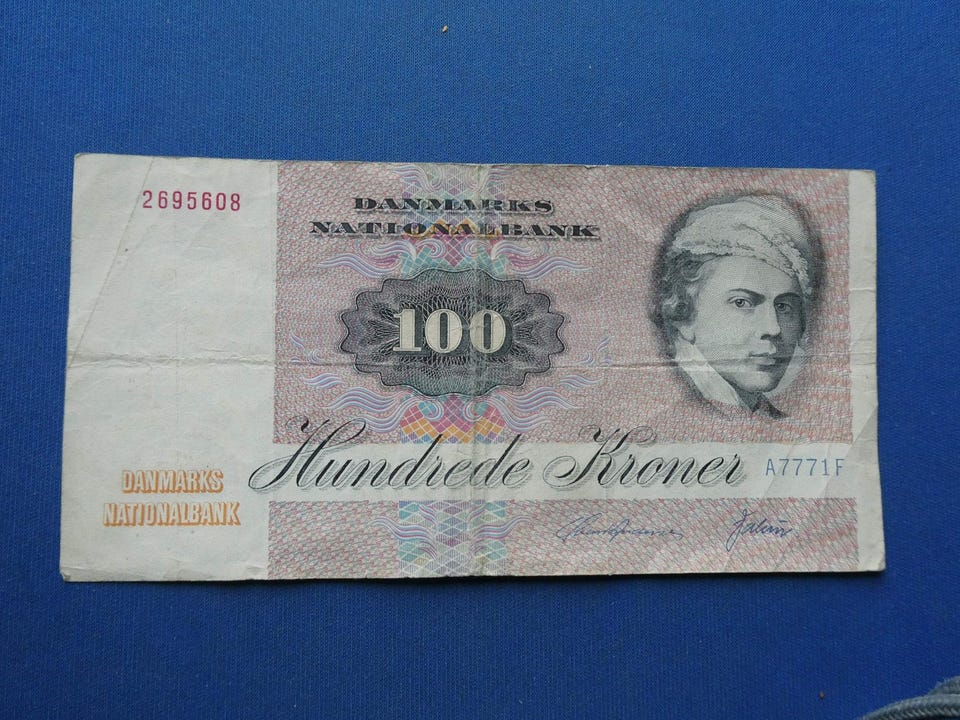 2695608
DANMARKS
NATIONALBANK
100
Hundrede Kroner
A7771F
DANMARKS
NATIONALBANK